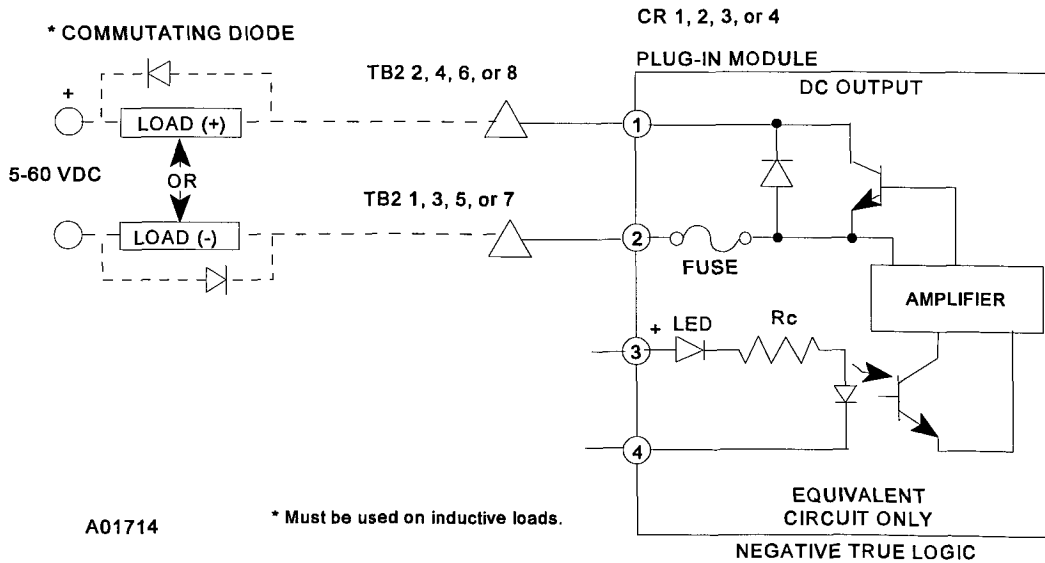 CR 1, 2, 3, or 4
* COMMUTATING DIODE
PLUG-IN MODULE
TB2 2, 4, 6, or 8
DC OUTPUT
+
LOAD (+)
1
5-60 VDC
OR
TB2 1, 3, 5, or 7
LOAD (-)
2
FUSE
AMPLIFIER
+ LED
Rc
3
4
EQUIVALENT
CIRCUIT ONLY
A01714
* Must be used on inductive loads.
NEGATIVE TRUE LOGIC